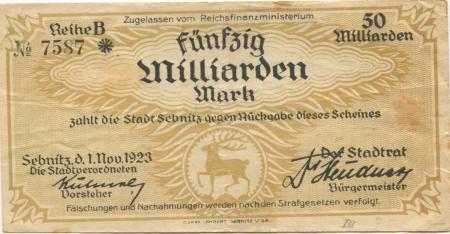 Zugelassen vom Reichsfinanzministerium
Reihe B
50
Milliarden
№ 7587 *
fünfzig
Milliarden
Mark
zahlt die Stadt Sebnitz gegen Rückgabe dieses Scheines
Sebnitz, d. 1. Nov. 1923
Die Stadtverordneten
Vorsteher
Der Stadtrat
Bürgermeister
Fälschungen und Nachahmungen werden nach den Strafgesetzen verfolgt.
III